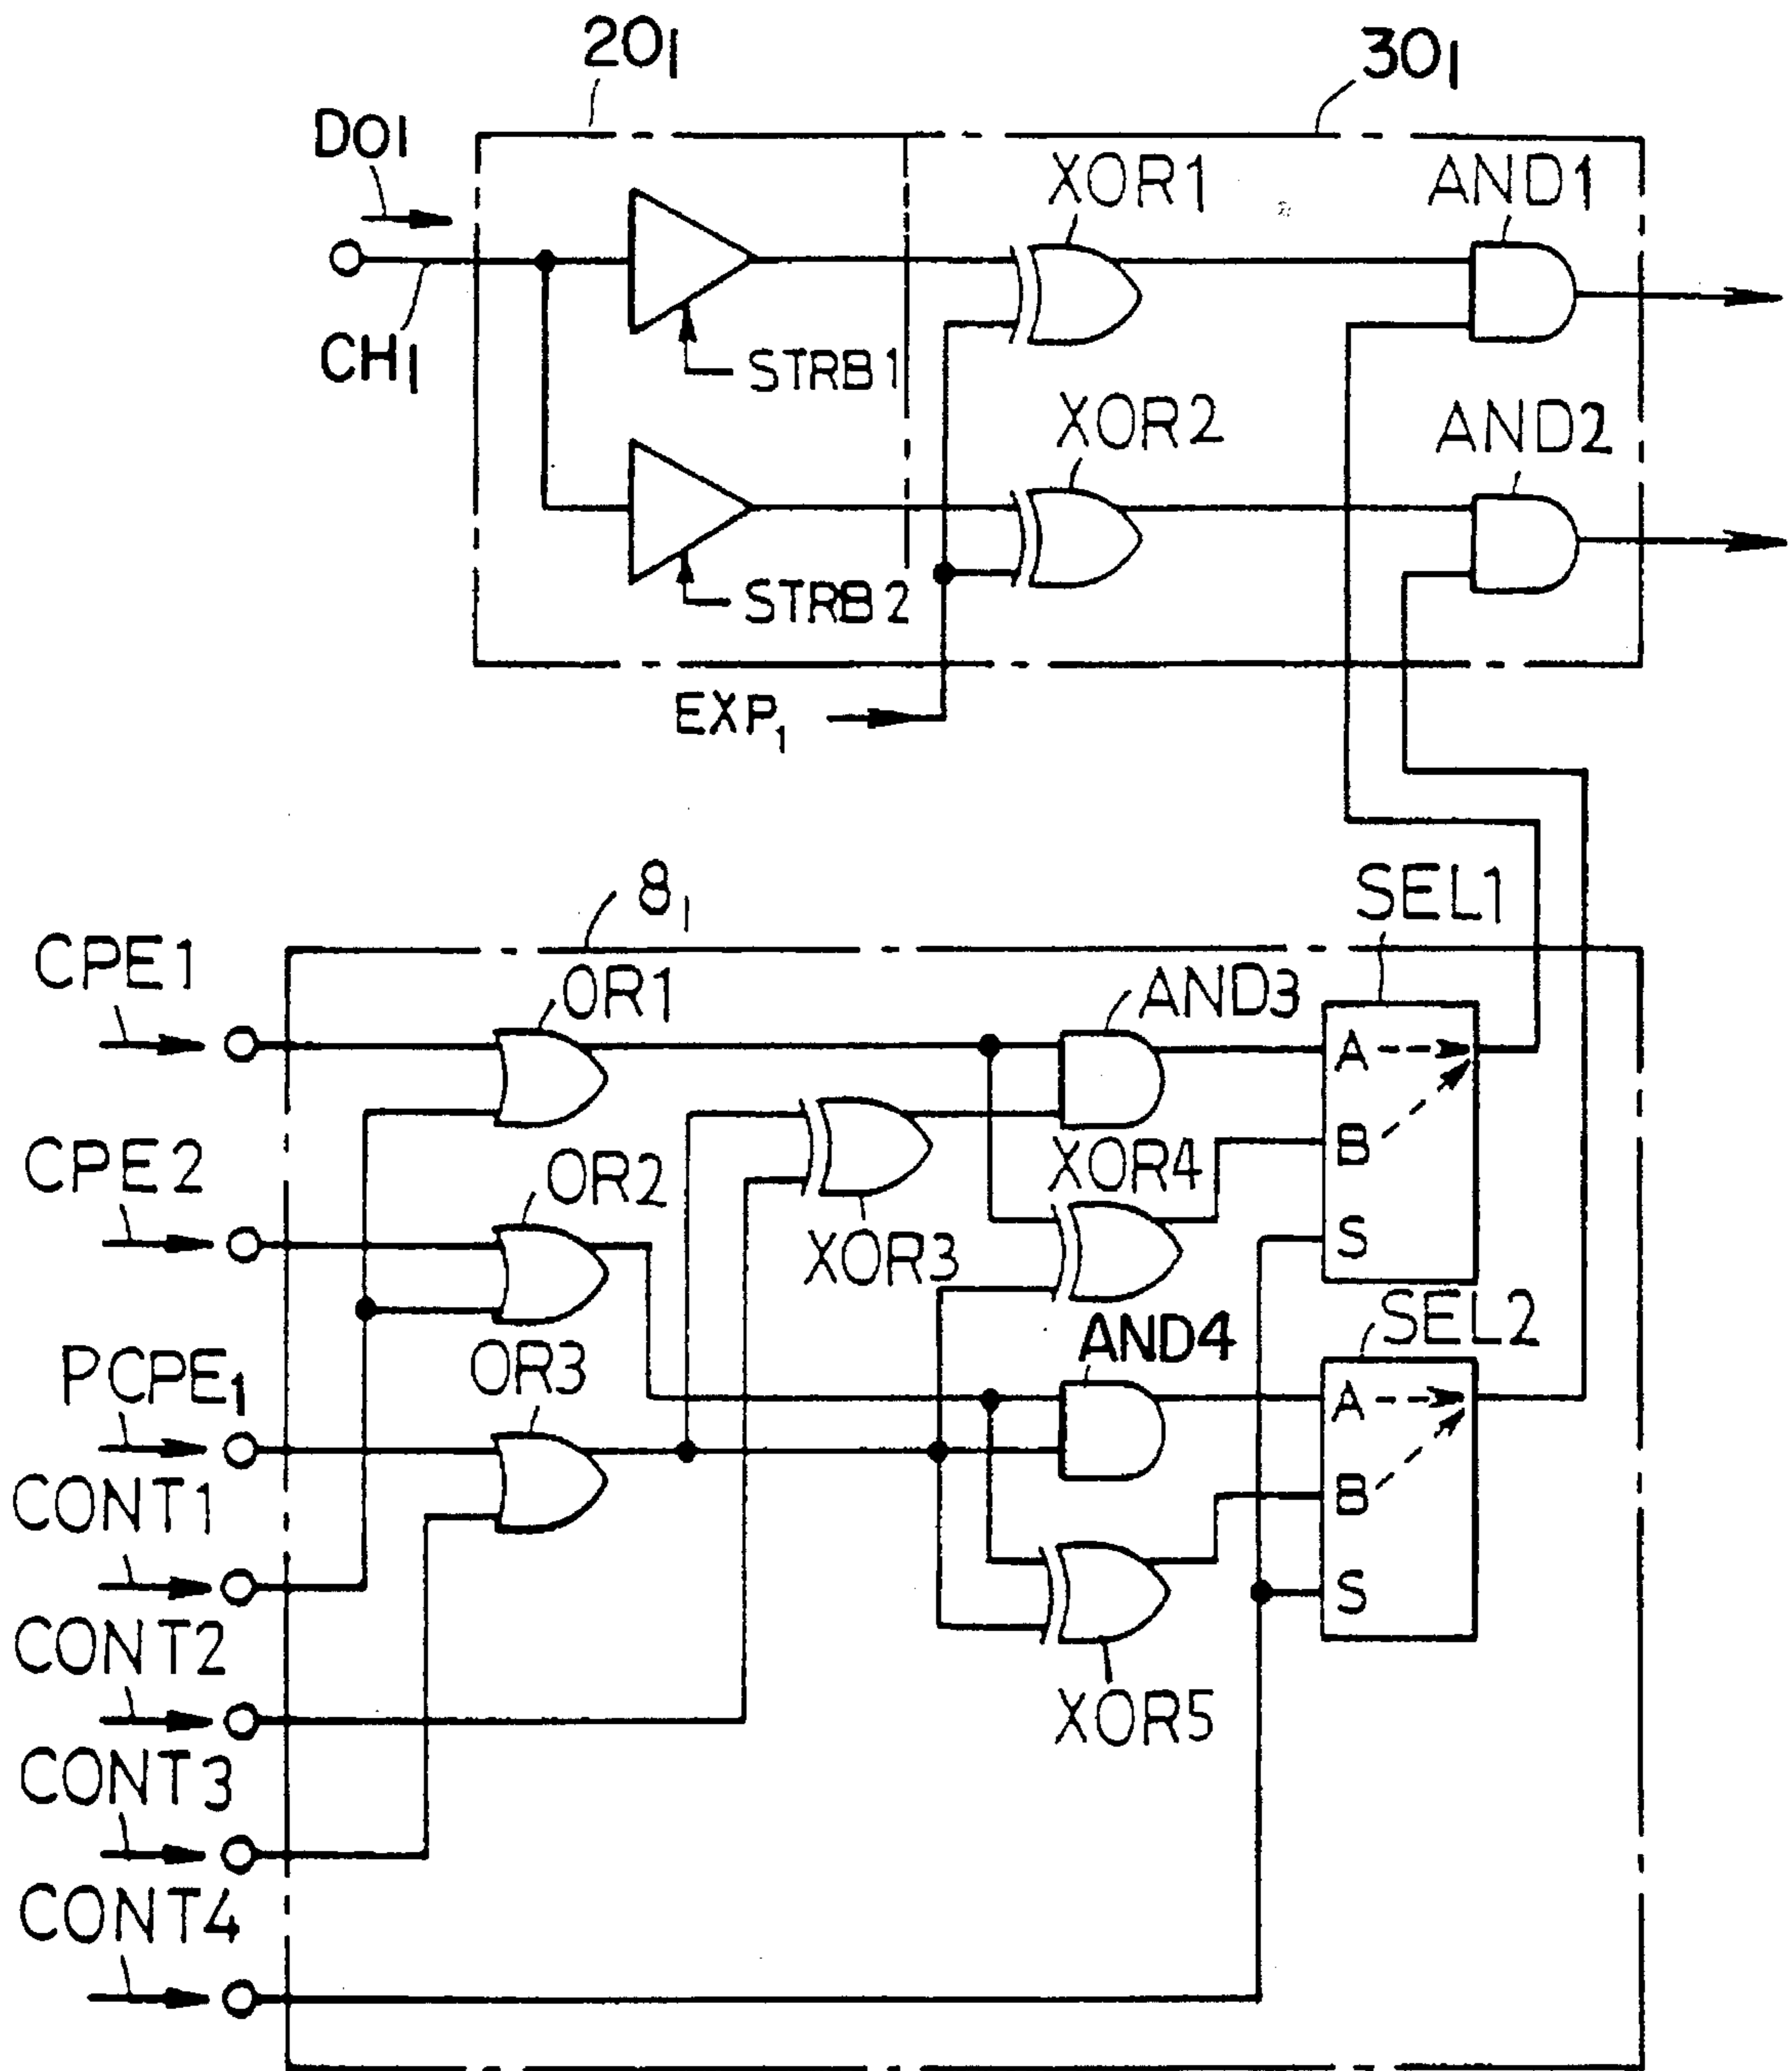 20₁
30₁
DO1
XOR1
AND1
CH₁
STRB1
XOR2
AND2
STRB2
EXP₁
8₁
SEL1
CPE1
OR1
AND3
A
CPE2
OR2
XOR4
B
XOR3
S
PCPE₁
OR3
AND4
SEL2
A
CONT1
B
S
CONT2
XOR5
CONT3
CONT4